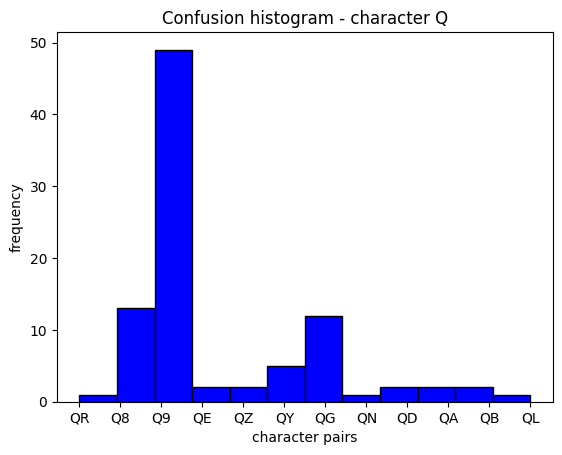 Confusion histogram - character Q
50
40
30
20
10
0
frequency
QR Q8 Q9 QE QZ QY QG QN QD QA QB QL
character pairs